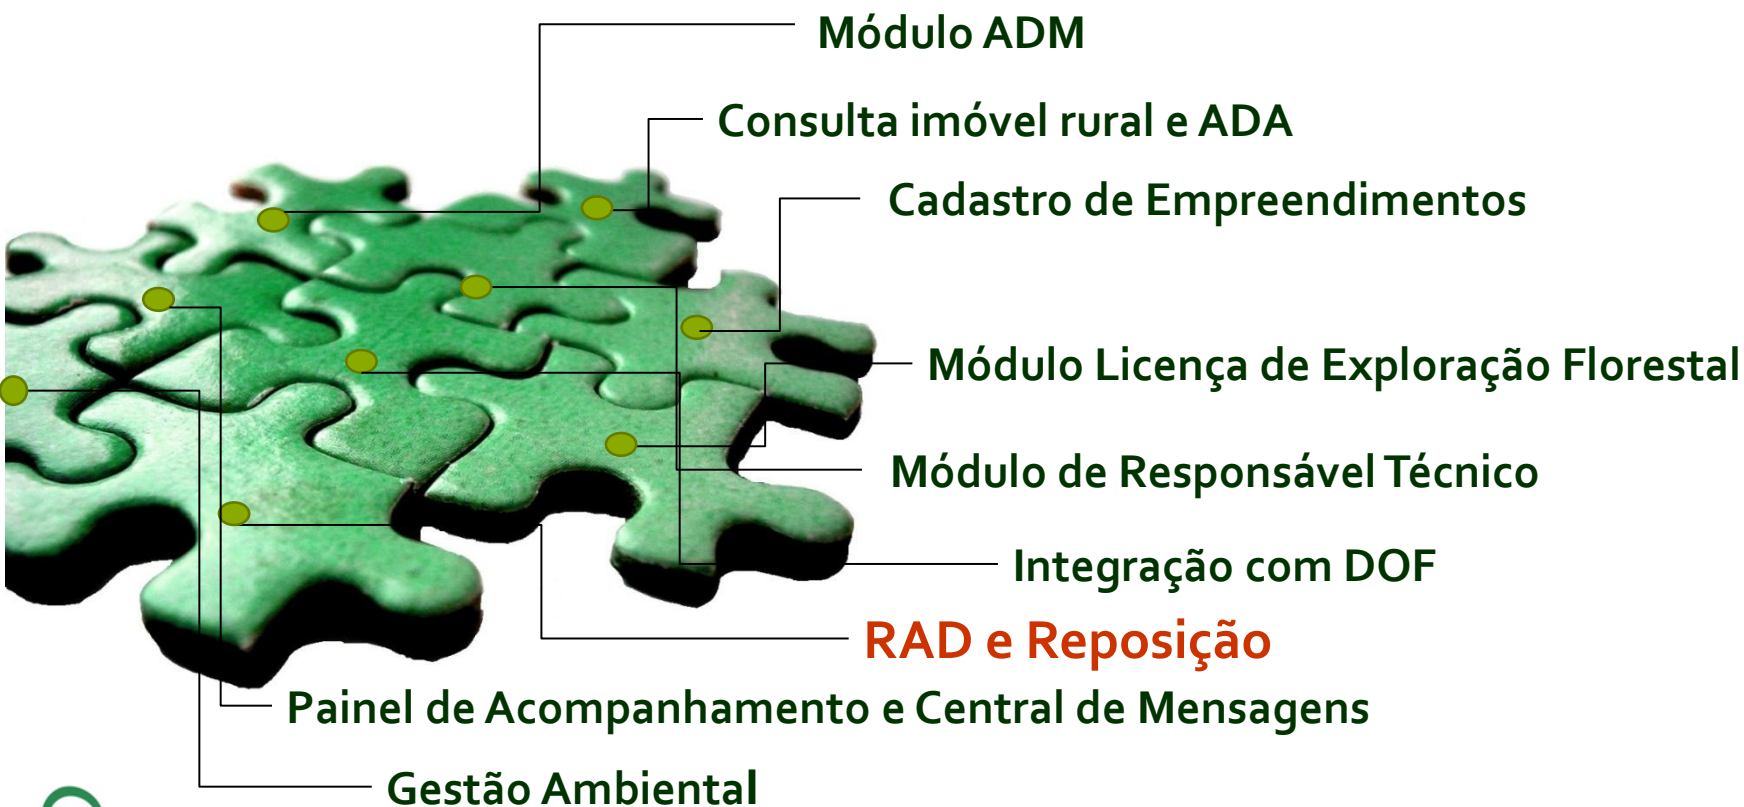 Módulo ADM
Consulta imóvel rural e ADA
Cadastro de Empreendimentos
Módulo Licença de Exploração Florestal
Módulo de Responsável Técnico
Integração com DOF
RAD e Reposição
Painel de Acompanhamento e Central de Mensagens
Gestão Ambiental